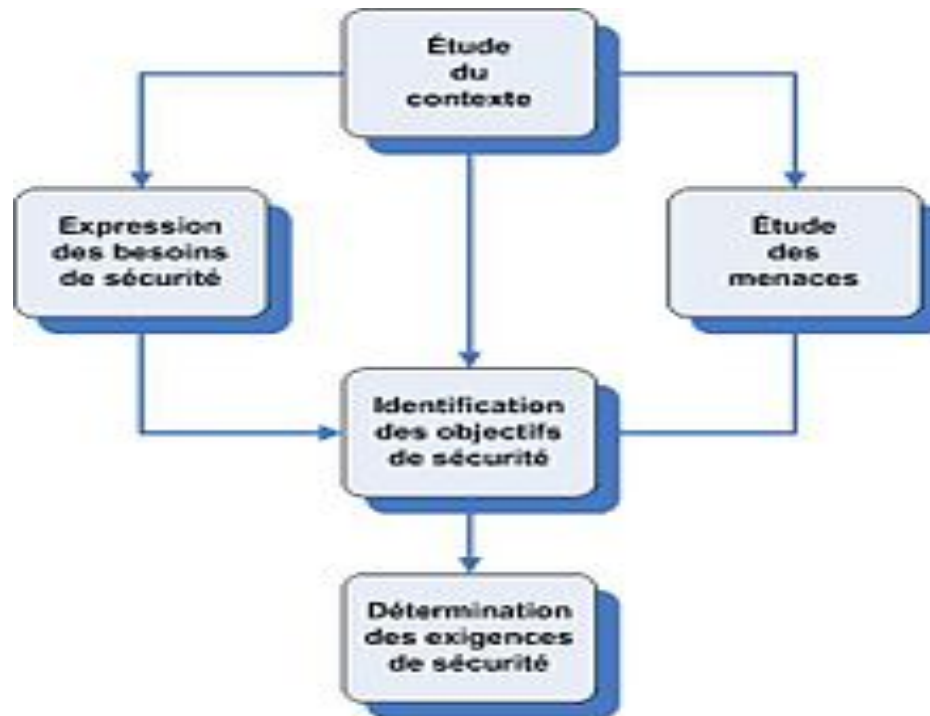 Étude
du
contexte
Expression
des besoins
de sécurité
Étude
des
menaces
Identification
des objectifs
de sécurité
Détermination
des exigences
de sécurité